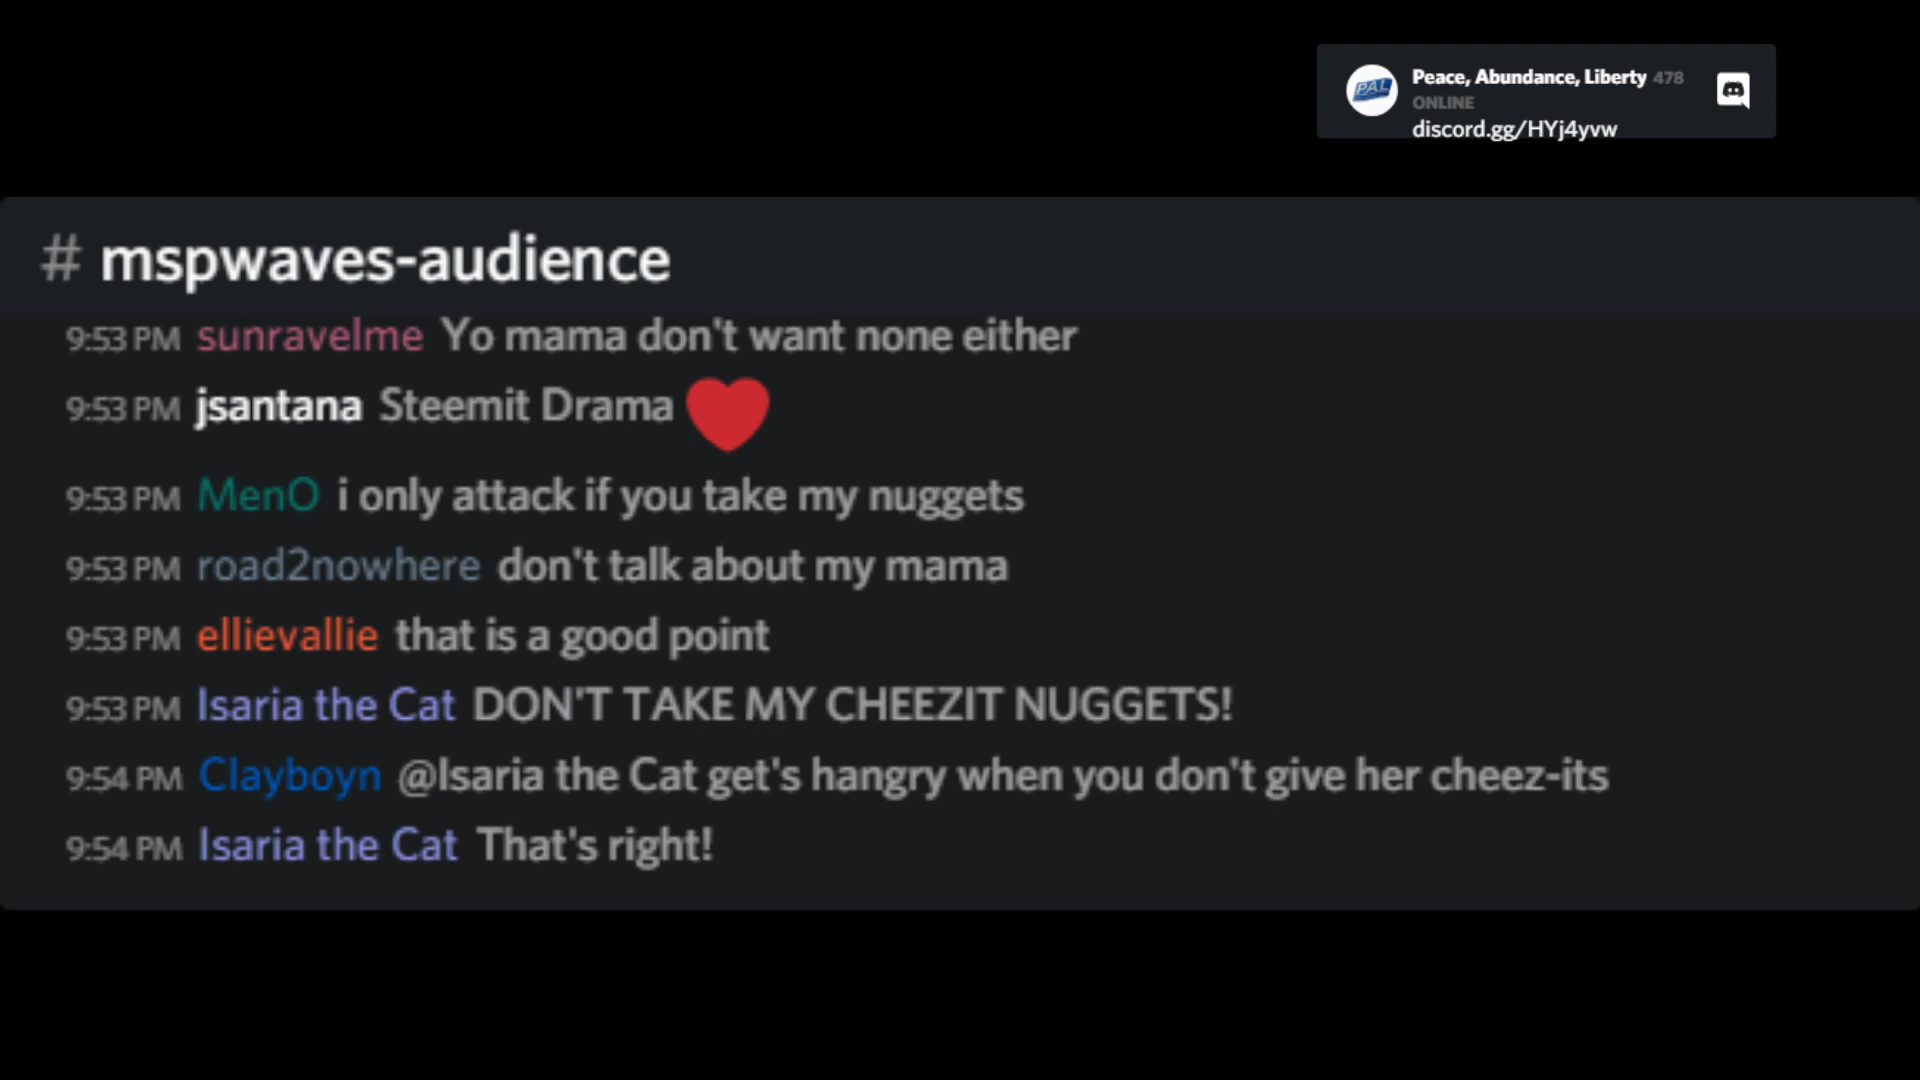 PAL Peace, Abundance, Liberty 478
ONLINE
discord.gg/HYj4yvw
# mspwaves-audience
9:53 PM sunravelme Yo mama don't want none either
9:53 PM jsantana Steemit Drama ❤
9:53 PM MenO i only attack if you take my nuggets
9:53 PM road2nowhere don't talk about my mama
9:53 PM ellievallie that is a good point
9:53 PM Isaria the Cat DON'T TAKE MY CHEEZIT NUGGETS!
9:54 PM Clayboyn @Isaria the Cat get's hangry when you don't give her cheez-its
9:54 PM Isaria the Cat That's right!